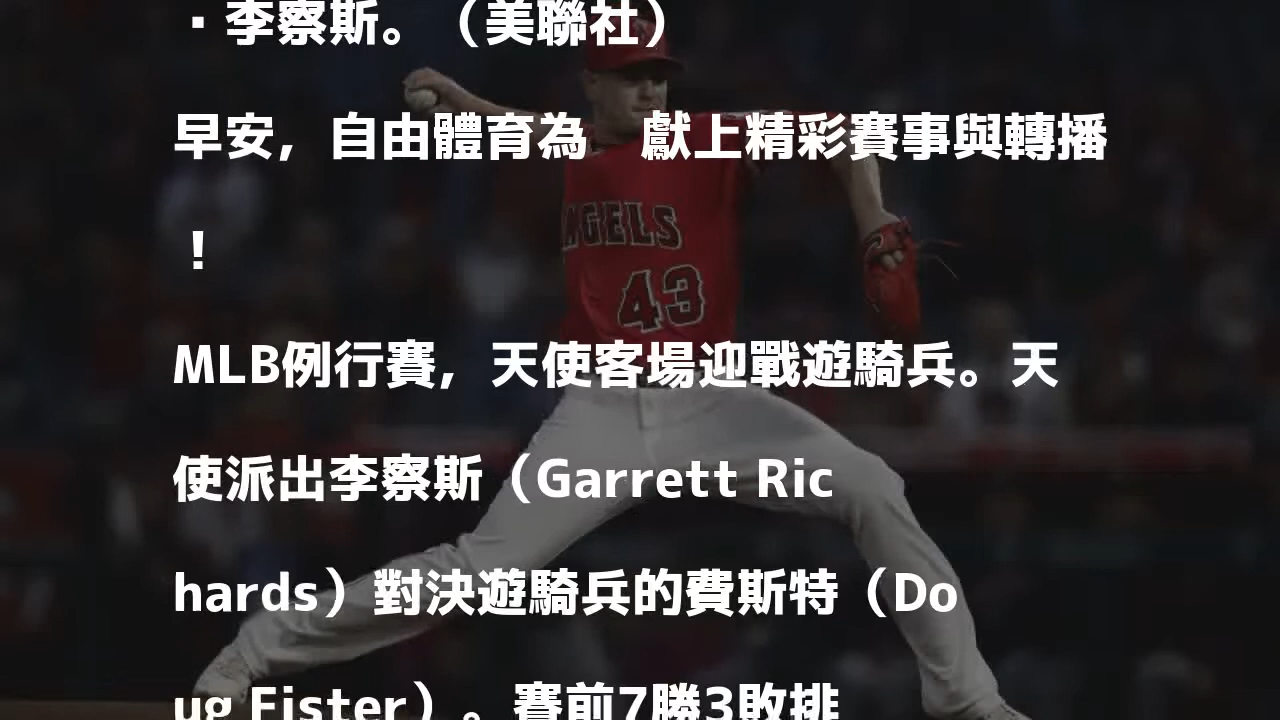 ·李察斯。（美聯社）
早安，自由體育為 獻上精彩賽事與轉播
！
MLB例行賽，天使客場迎戰遊騎兵。天
使派出李察斯（Garrett Ric
hards）對決遊騎兵的費斯特（Do
ug Fister）。賽前7勝3敗排
ANGELS
43